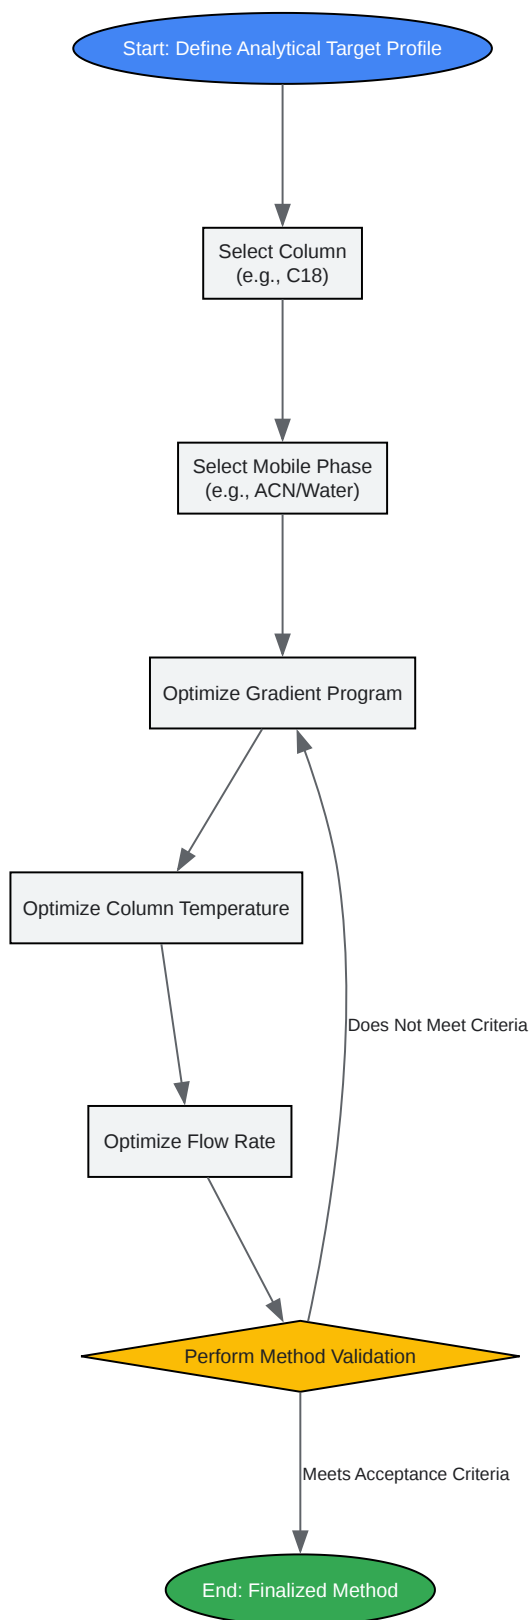 Start: Define Analytical Target Profile
Select Column
(e.g., C18)
Select Mobile Phase
(e.g., ACN/Water)
Optimize Gradient Program
Optimize Column Temperature
Does Not Meet Criteria
Optimize Flow Rate
Perform Method Validation
Meets Acceptance Criteria
End: Finalized Method